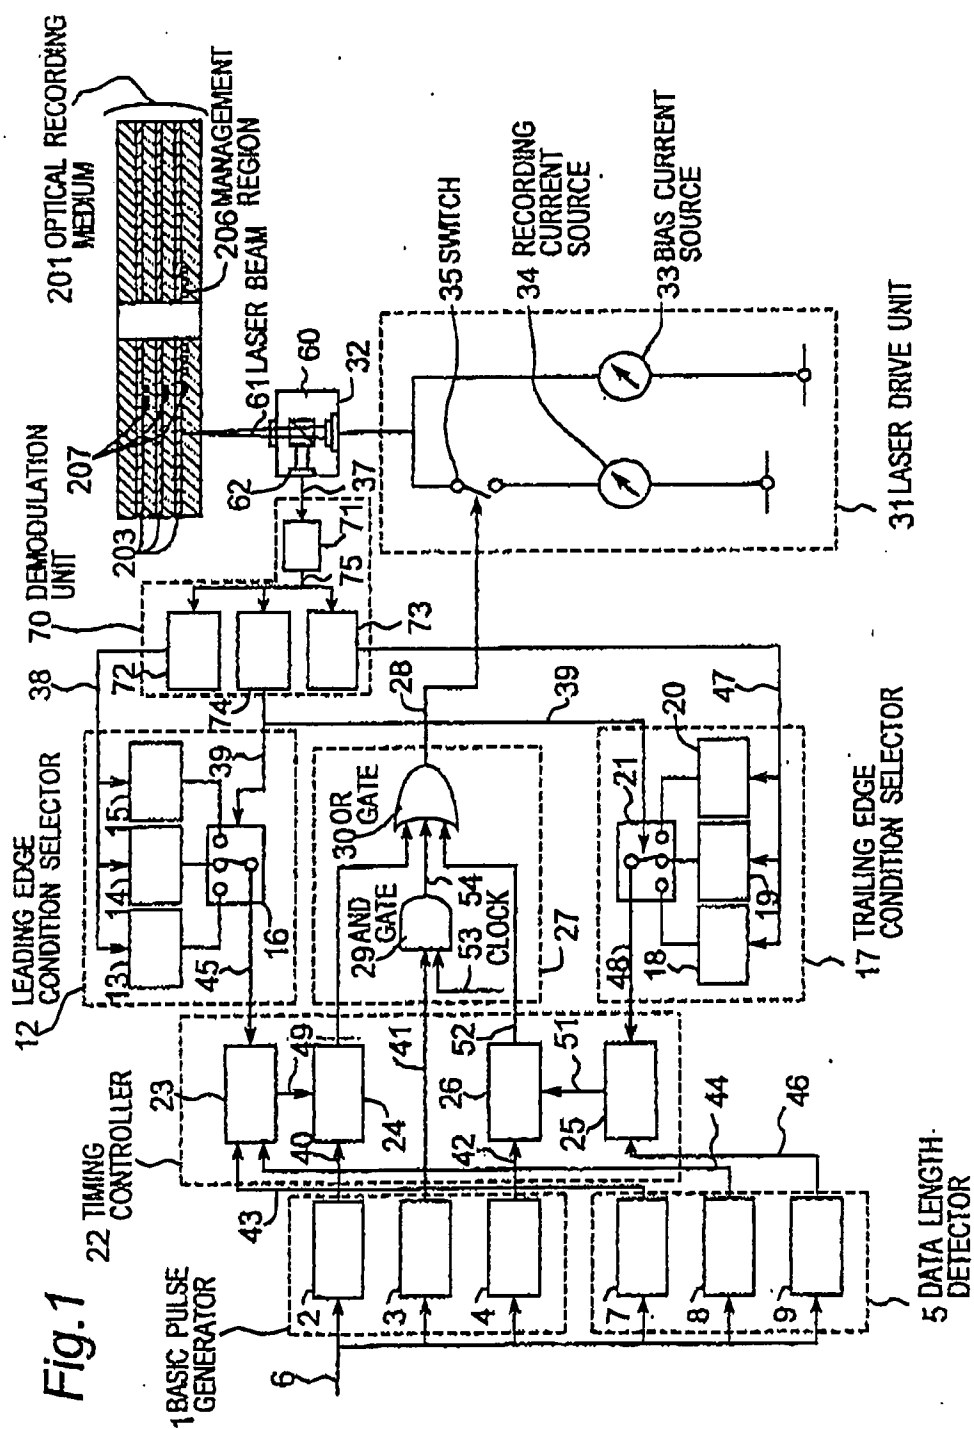 Fig.1
1 BASIC PULSE
GENERATOR
2
3
4
6
5 DATA LENGTH
DETECTOR
7
8
9
22 TIMING
CONTROLLER
23
24
25
26
40
41
42
43
44
46
49
51
52
12 LEADING EDGE
CONDITION SELECTOR
13
14
15
16
45
39
38
30 OR GATE
29 AND GATE
54
53
CLOCK
27
28
39
17 TRAILING EDGE
CONDITION SELECTOR
18
19
20
21
48
47
70 DEMODULATION
UNIT
72
74
73
71
75
37
62
60
32
61 LASER BEAM
203
207
201 OPTICAL RECORDING
MEDIUM
206 MANAGEMENT
REGION
35 SWITCH
34 RECORDING
CURRENT
SOURCE
33 BIAS CURRENT
SOURCE
31 LASER DRIVE UNIT